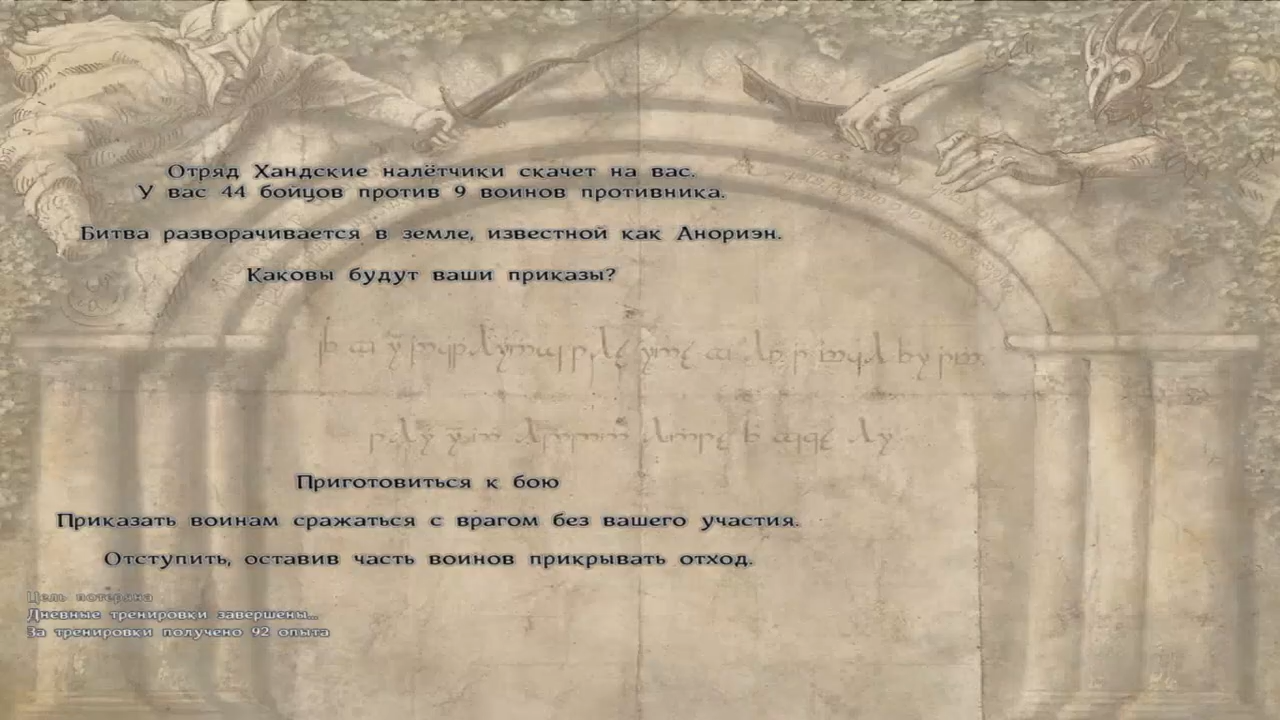 Отряд Хандские налётчики скачет на вас.
У вас 44 бойцов против 9 воинов противника.
Битва разворачивается в земле, известной как Анориэн.
Каковы будут ваши приказы?
Приготовиться к бою
Приказать воинам сражаться с врагом без вашего участия.
Отступить, оставив часть воинов прикрывать отход.
Цель потеряна
Дневные тренировки завершены...
За тренировки получено 92 опыта